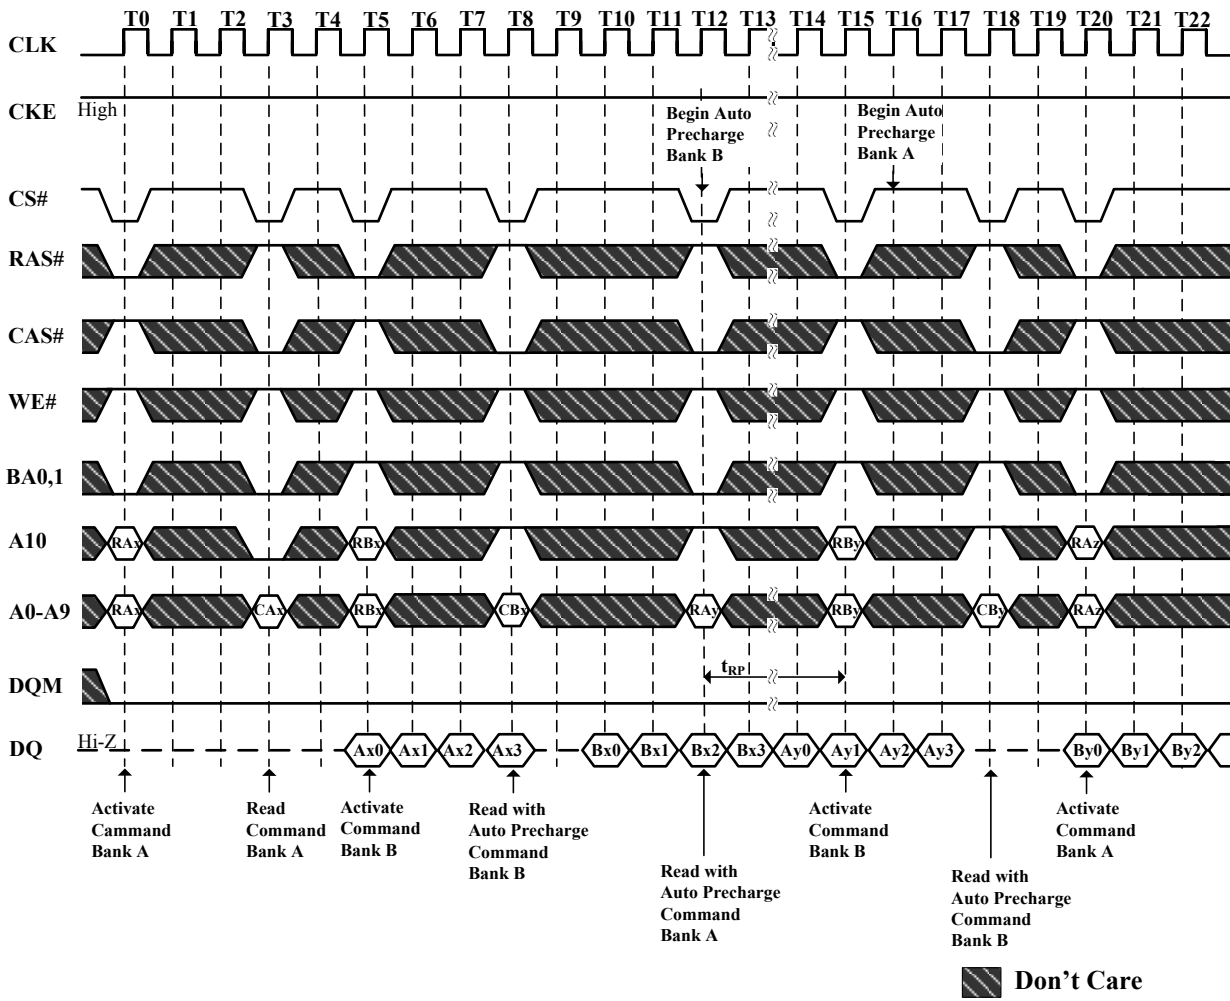 T0 T1 T2 T3 T4 T5 T6 T7 T8 T9 T10 T11 T12 T13 T14 T15 T16 T17 T18 T19 T20 T21 T22
CLK
CKE High
Begin Auto
Precharge
Bank B
Begin Auto
Precharge
Bank A
CS#
RAS#
CAS#
WE#
BA0,1
A10 RAx RBx RBy RAz
A0-A9 RAx CAx RBx CBx RAy RBy CBy RAz
tRP
DQM
DQ Hi-Z Ax0 Ax1 Ax2 Ax3 Bx0 Bx1 Bx2 Bx3 Ay0 Ay1 Ay2 Ay3 By0 By1 By2
Activate
Cammand
Bank A
Read
Command
Bank A
Activate
Command
Bank B
Read with
Auto Precharge
Command
Bank B
Read with
Auto Precharge
Command
Bank A
Activate
Command
Bank B
Read with
Auto Precharge
Command
Bank B
Activate
Command
Bank A
Don't Care